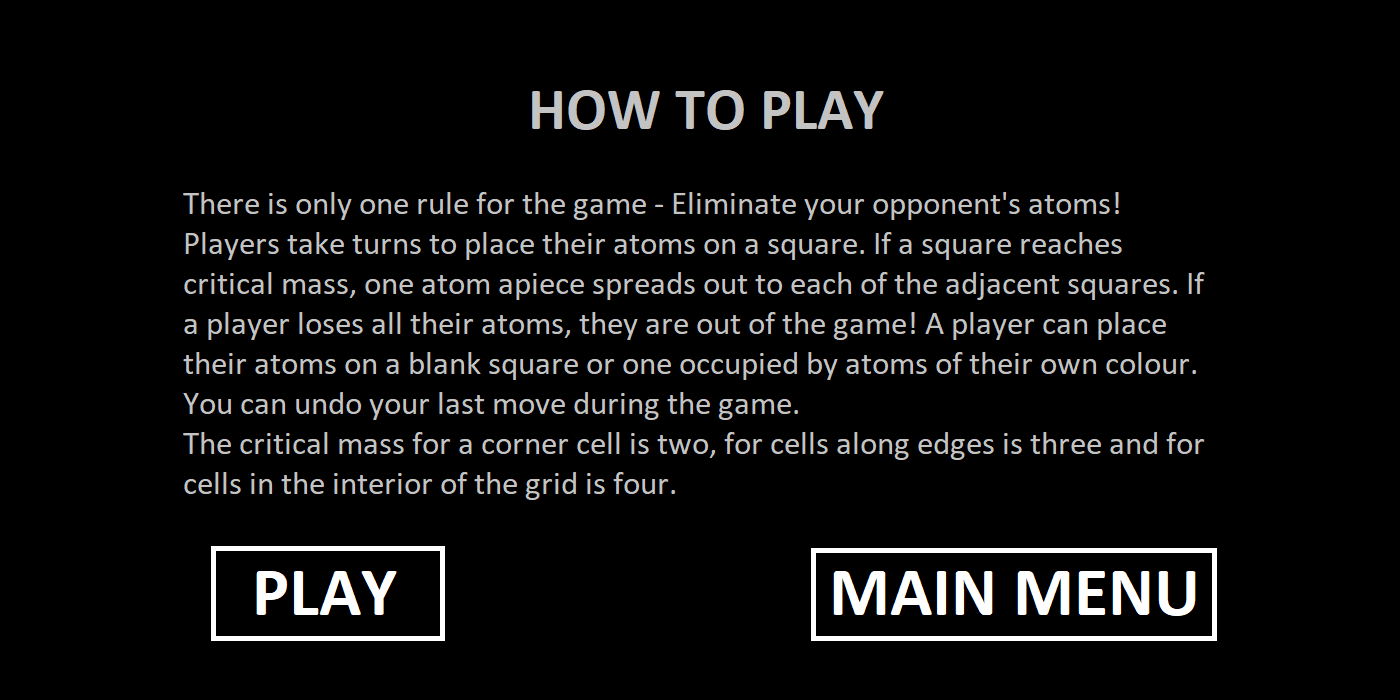 HOW TO PLAY
There is only one rule for the game - Eliminate your opponent's atoms!
Players take turns to place their atoms on a square. If a square reaches
critical mass, one atom apiece spreads out to each of the adjacent squares. If
a player loses all their atoms, they are out of the game! A player can place
their atoms on a blank square or one occupied by atoms of their own colour.
You can undo your last move during the game.
The critical mass for a corner cell is two, for cells along edges is three and for
cells in the interior of the grid is four.
PLAY
MAIN MENU